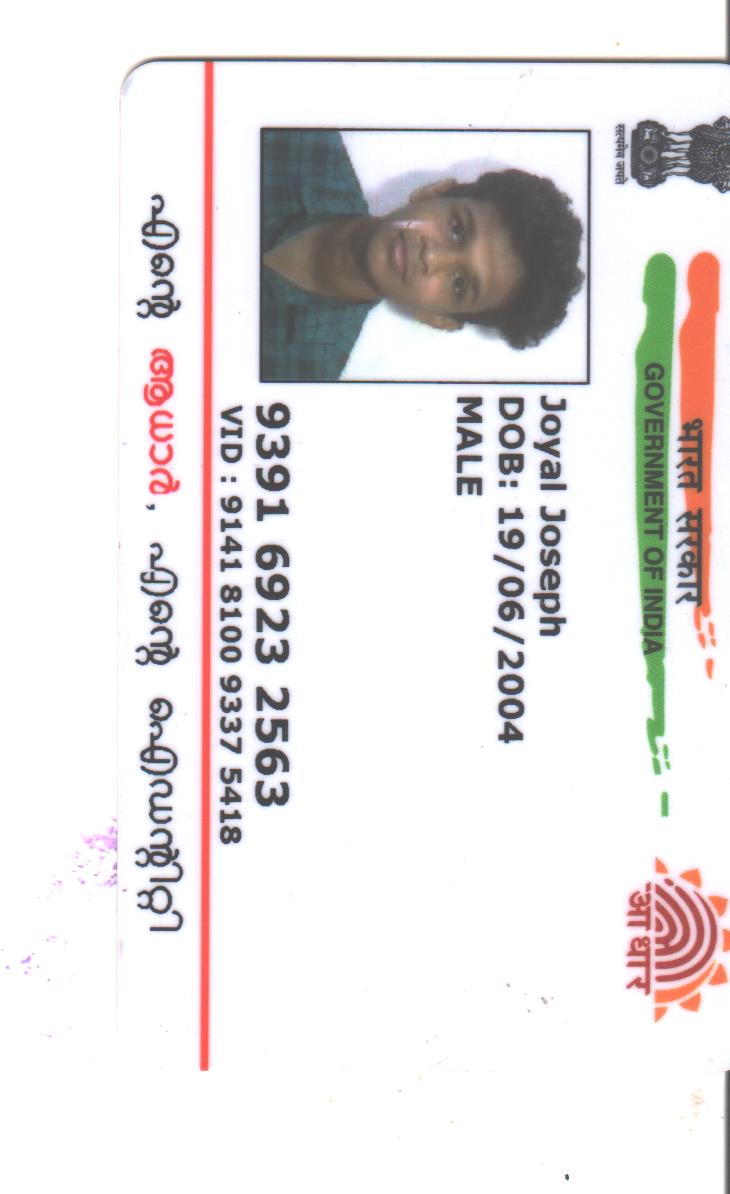 भारत सरकार
GOVERNMENT OF INDIA
सत्यमेव जयते
आधार
Joyal Joseph
DOB: 19/06/2004
MALE
9391 6923 2563
VID : 9141 8100 9337 5418
എന്റെ ആധാർ, എന്റെ ഐഡന്റിറ്റി